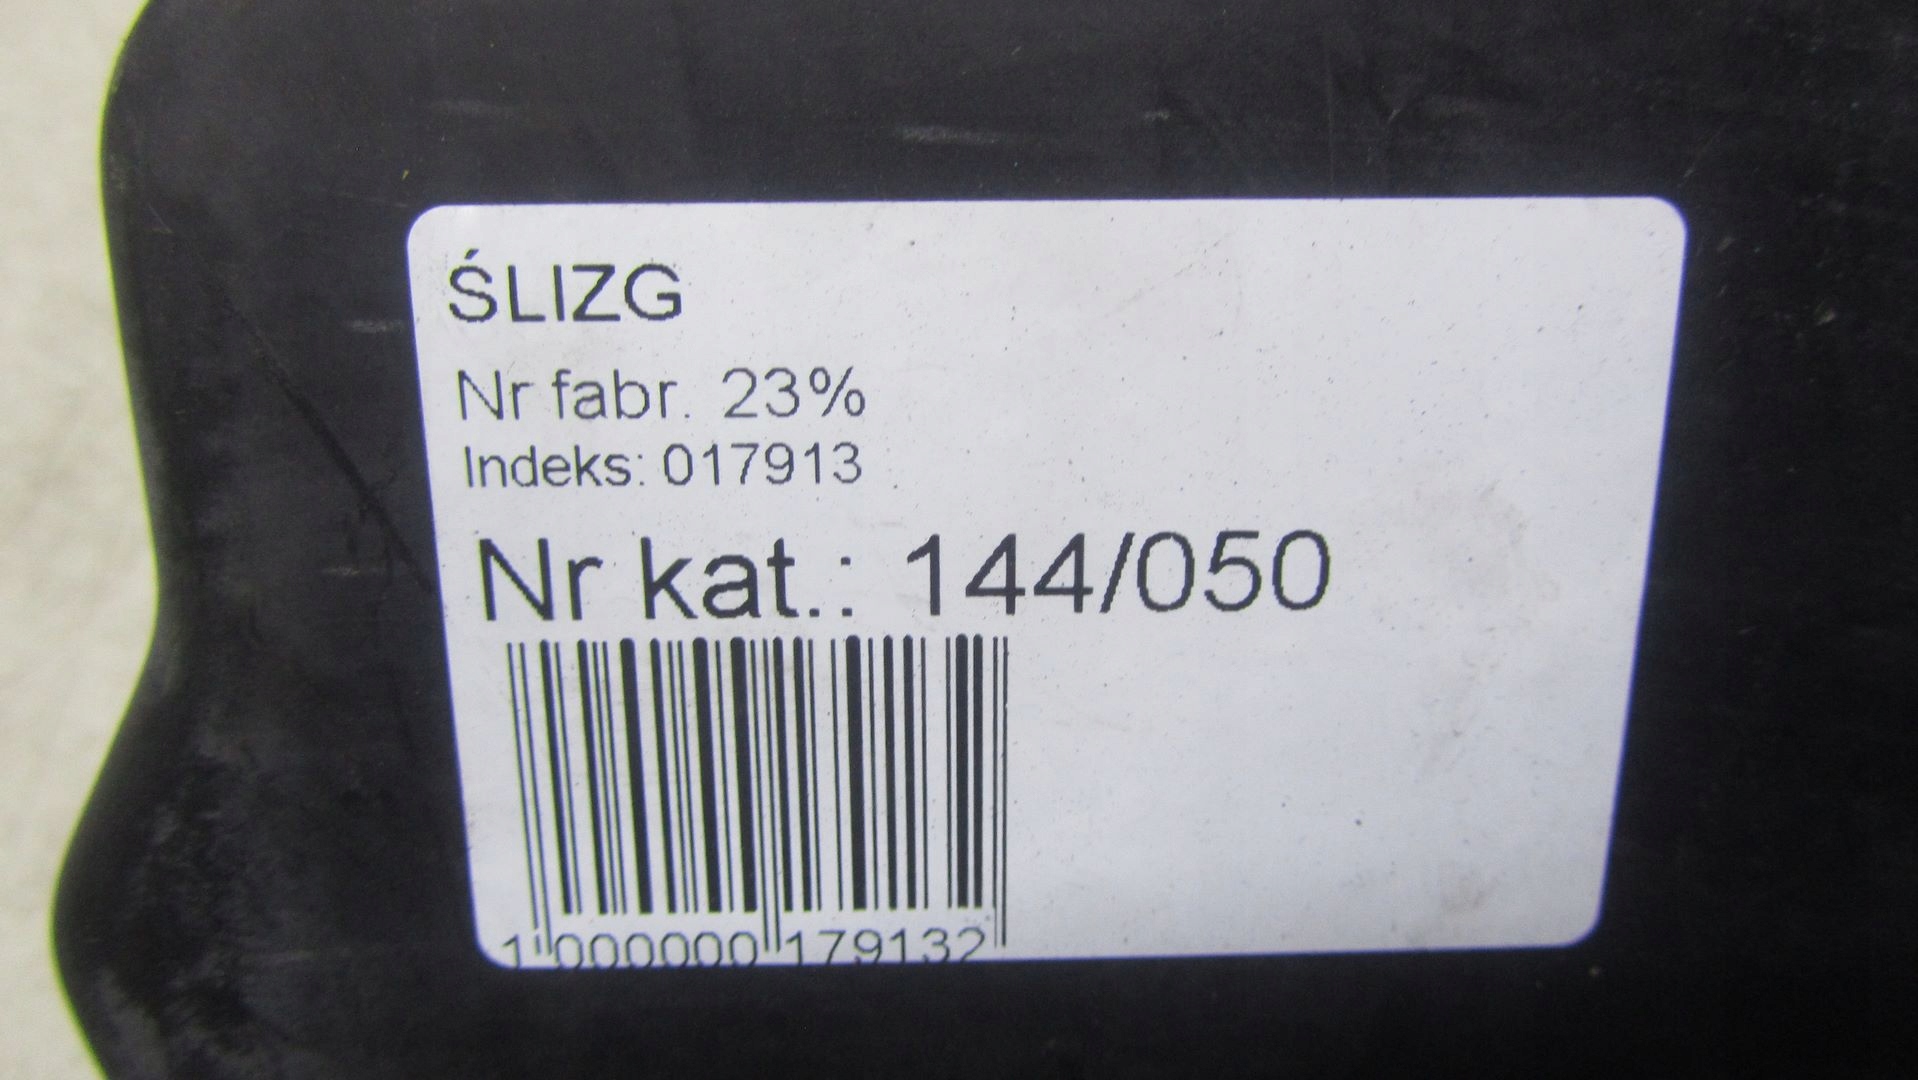 ŚLIZG
Nr fabr. 23%
Indeks: 017913
Nr kat.: 144/050
1 000000 179132